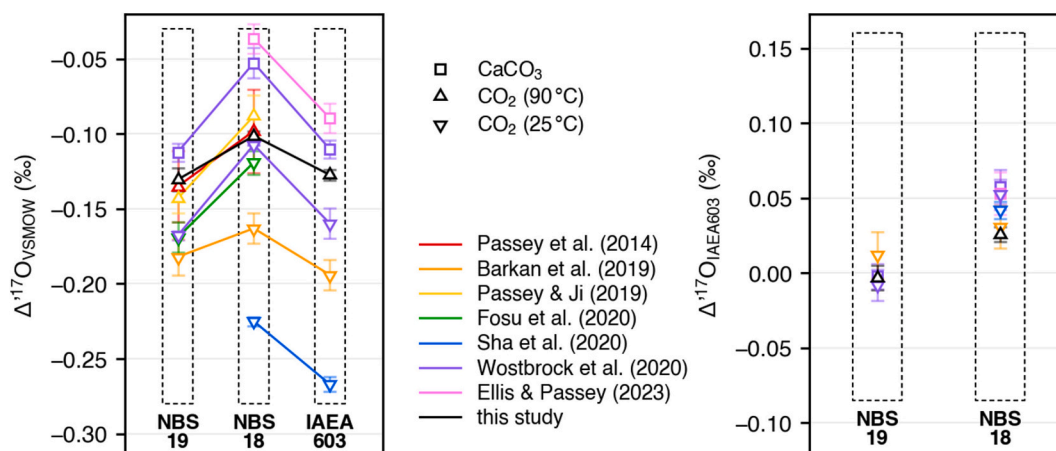 Δ'¹⁷O_VSMOW (‰)
−0.05
−0.10
−0.15
−0.20
−0.25
−0.30
NBS
19
NBS
18
IAEA
603
CaCO₃
CO₂ (90 °C)
CO₂ (25 °C)
Passey et al. (2014)
Barkan et al. (2019)
Passey & Ji (2019)
Fosu et al. (2020)
Sha et al. (2020)
Wostbrock et al. (2020)
Ellis & Passey (2023)
this study
Δ'¹⁷O_IAEA603 (‰)
0.15
0.10
0.05
0.00
−0.05
−0.10
NBS
19
NBS
18